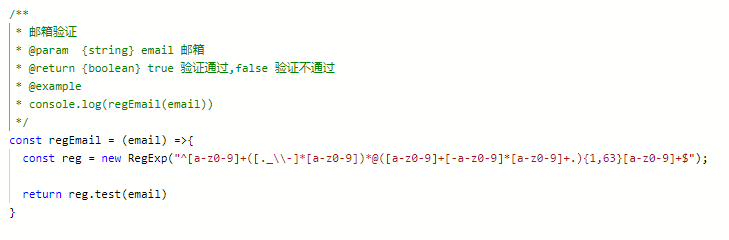 /**
 * 邮箱验证
 * @param  {string} email 邮箱
 * @return {boolean} true 验证通过,false 验证不通过
 * @example
 * console.log(regEmail(email))
 */
const regEmail = (email) =>{
  const reg = new RegExp("^[a-z0-9]+([._\\-]*[a-z0-9])*@([a-z0-9]+[-a-z0-9]*[a-z0-9]+.){1,63}[a-z0-9]+$");
  return reg.test(email)
}